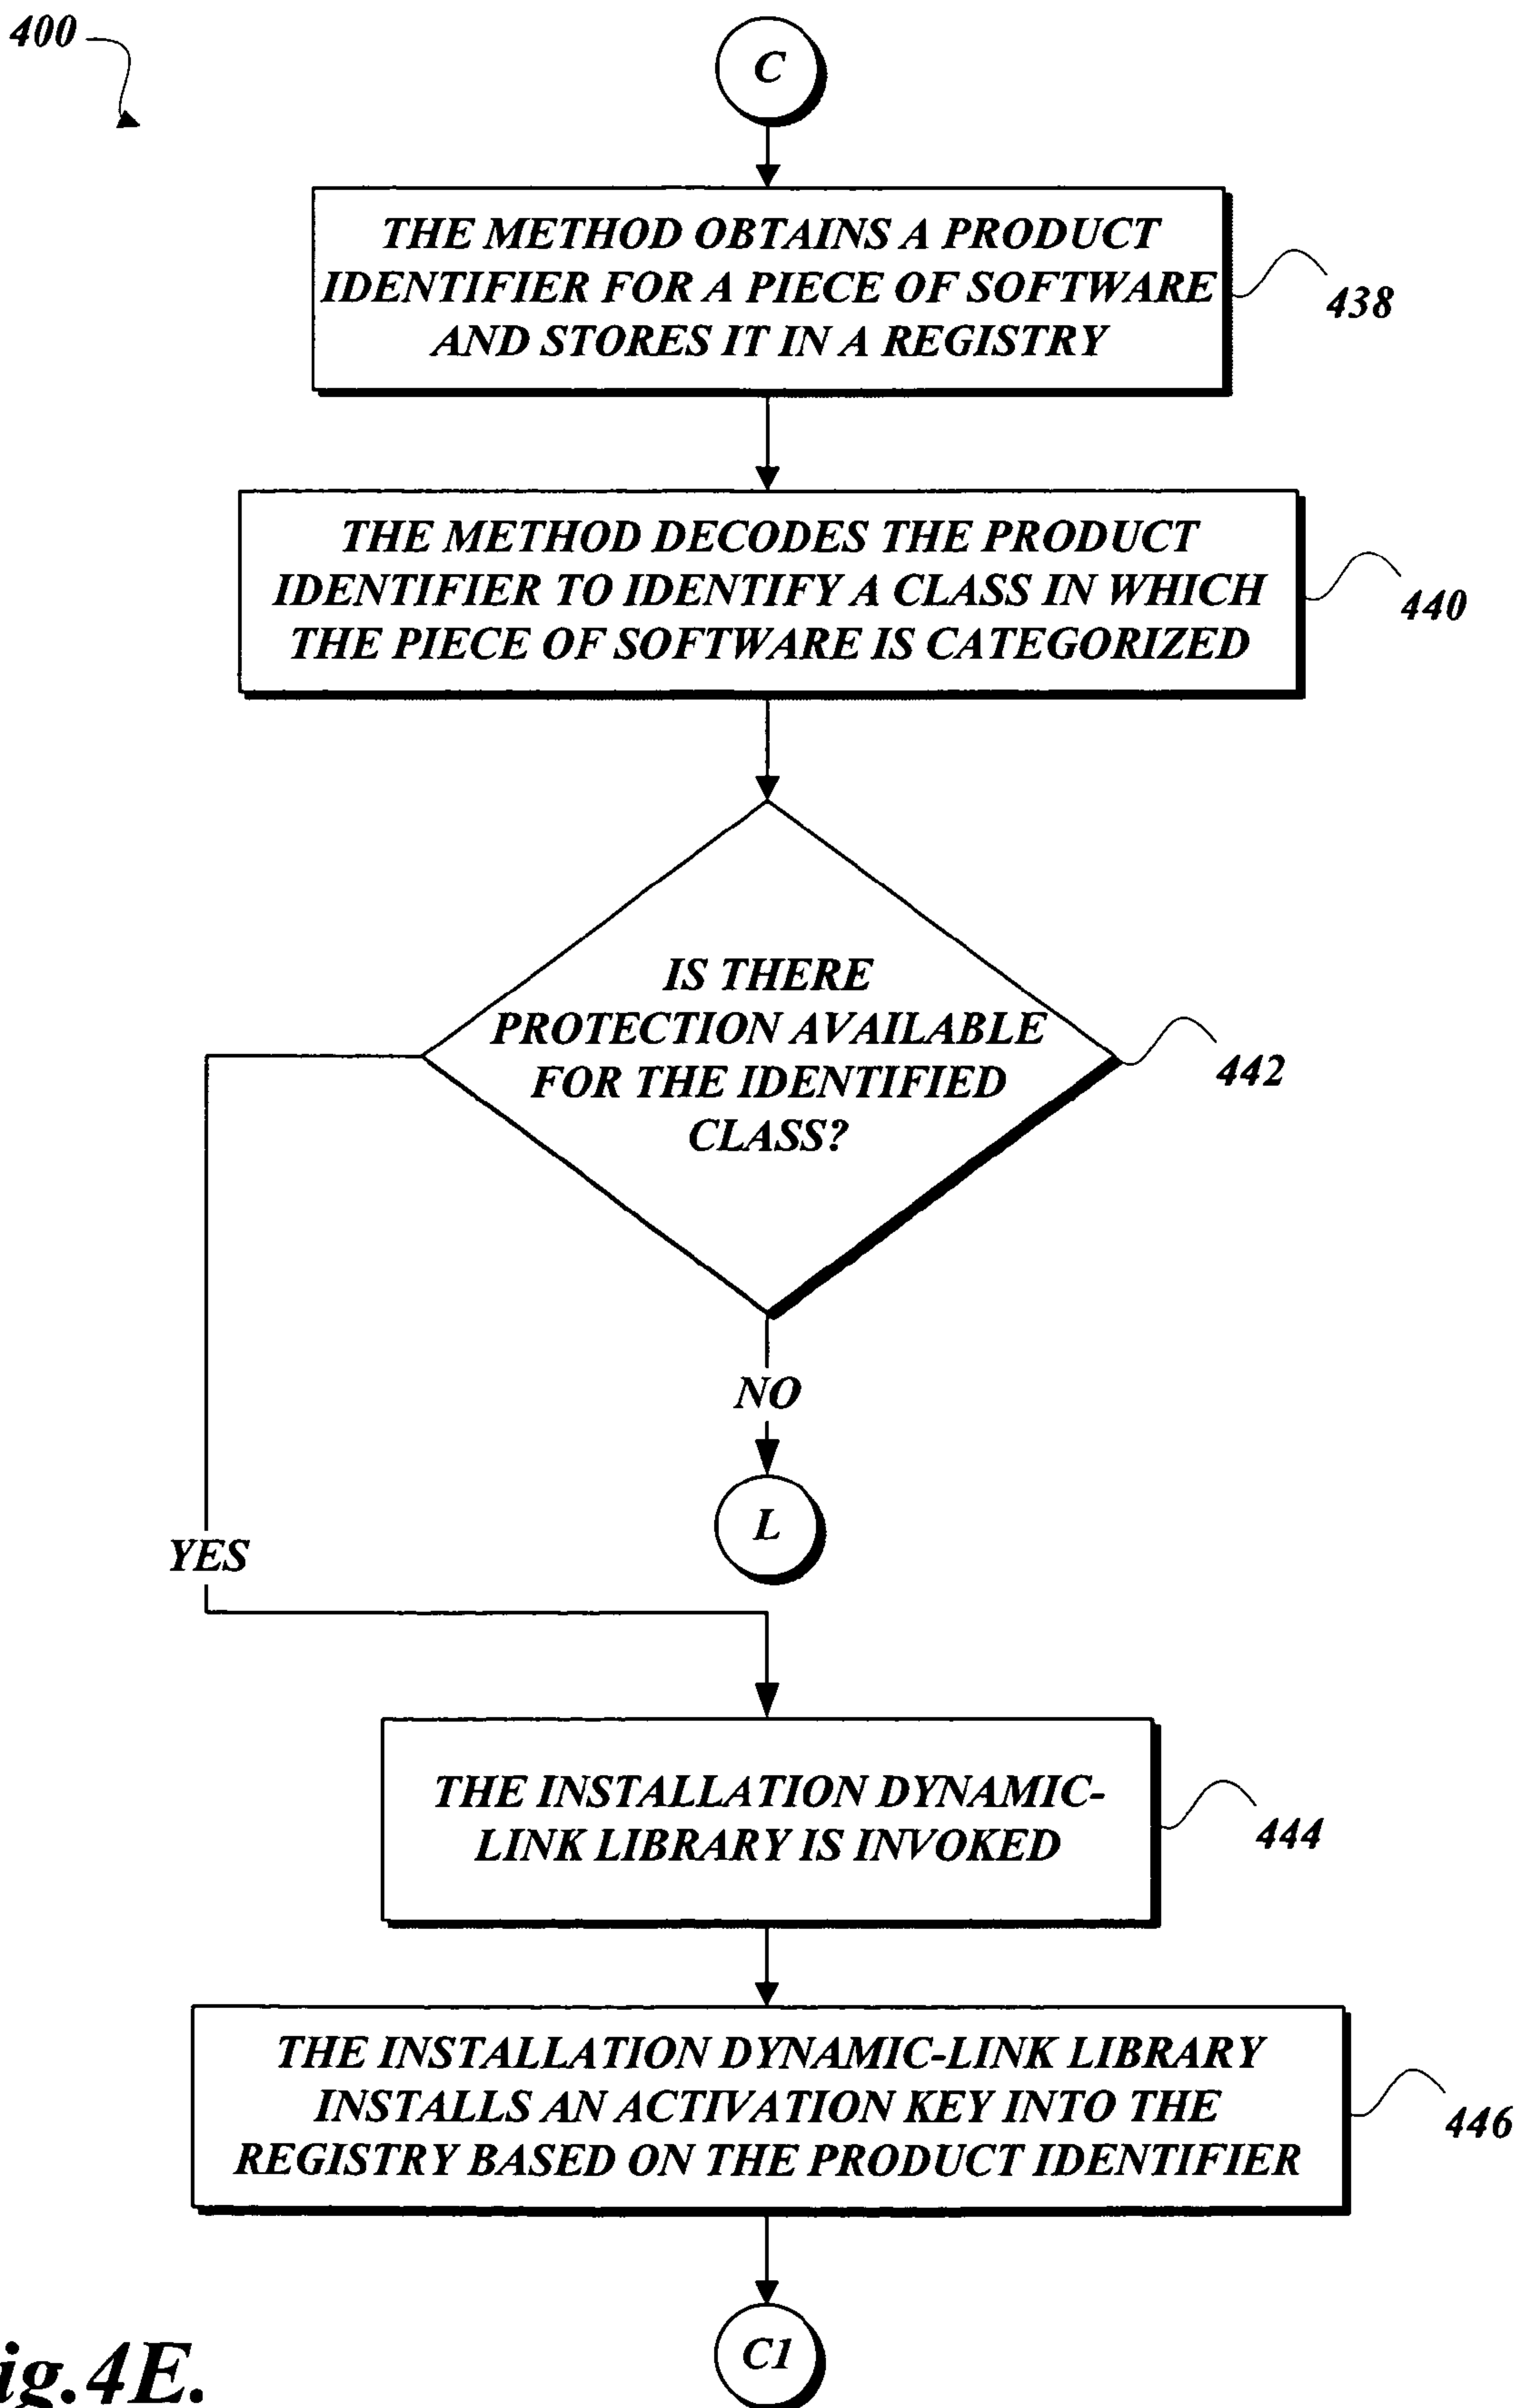 400
C
THE METHOD OBTAINS A PRODUCT
IDENTIFIER FOR A PIECE OF SOFTWARE
AND STORES IT IN A REGISTRY
438
THE METHOD DECODES THE PRODUCT
IDENTIFIER TO IDENTIFY A CLASS IN WHICH
THE PIECE OF SOFTWARE IS CATEGORIZED
440
IS THERE
PROTECTION AVAILABLE
FOR THE IDENTIFIED
CLASS?
442
NO
L
YES
THE INSTALLATION DYNAMIC-
LINK LIBRARY IS INVOKED
444
THE INSTALLATION DYNAMIC-LINK LIBRARY
INSTALLS AN ACTIVATION KEY INTO THE
REGISTRY BASED ON THE PRODUCT IDENTIFIER
446
C1
ig.4E.